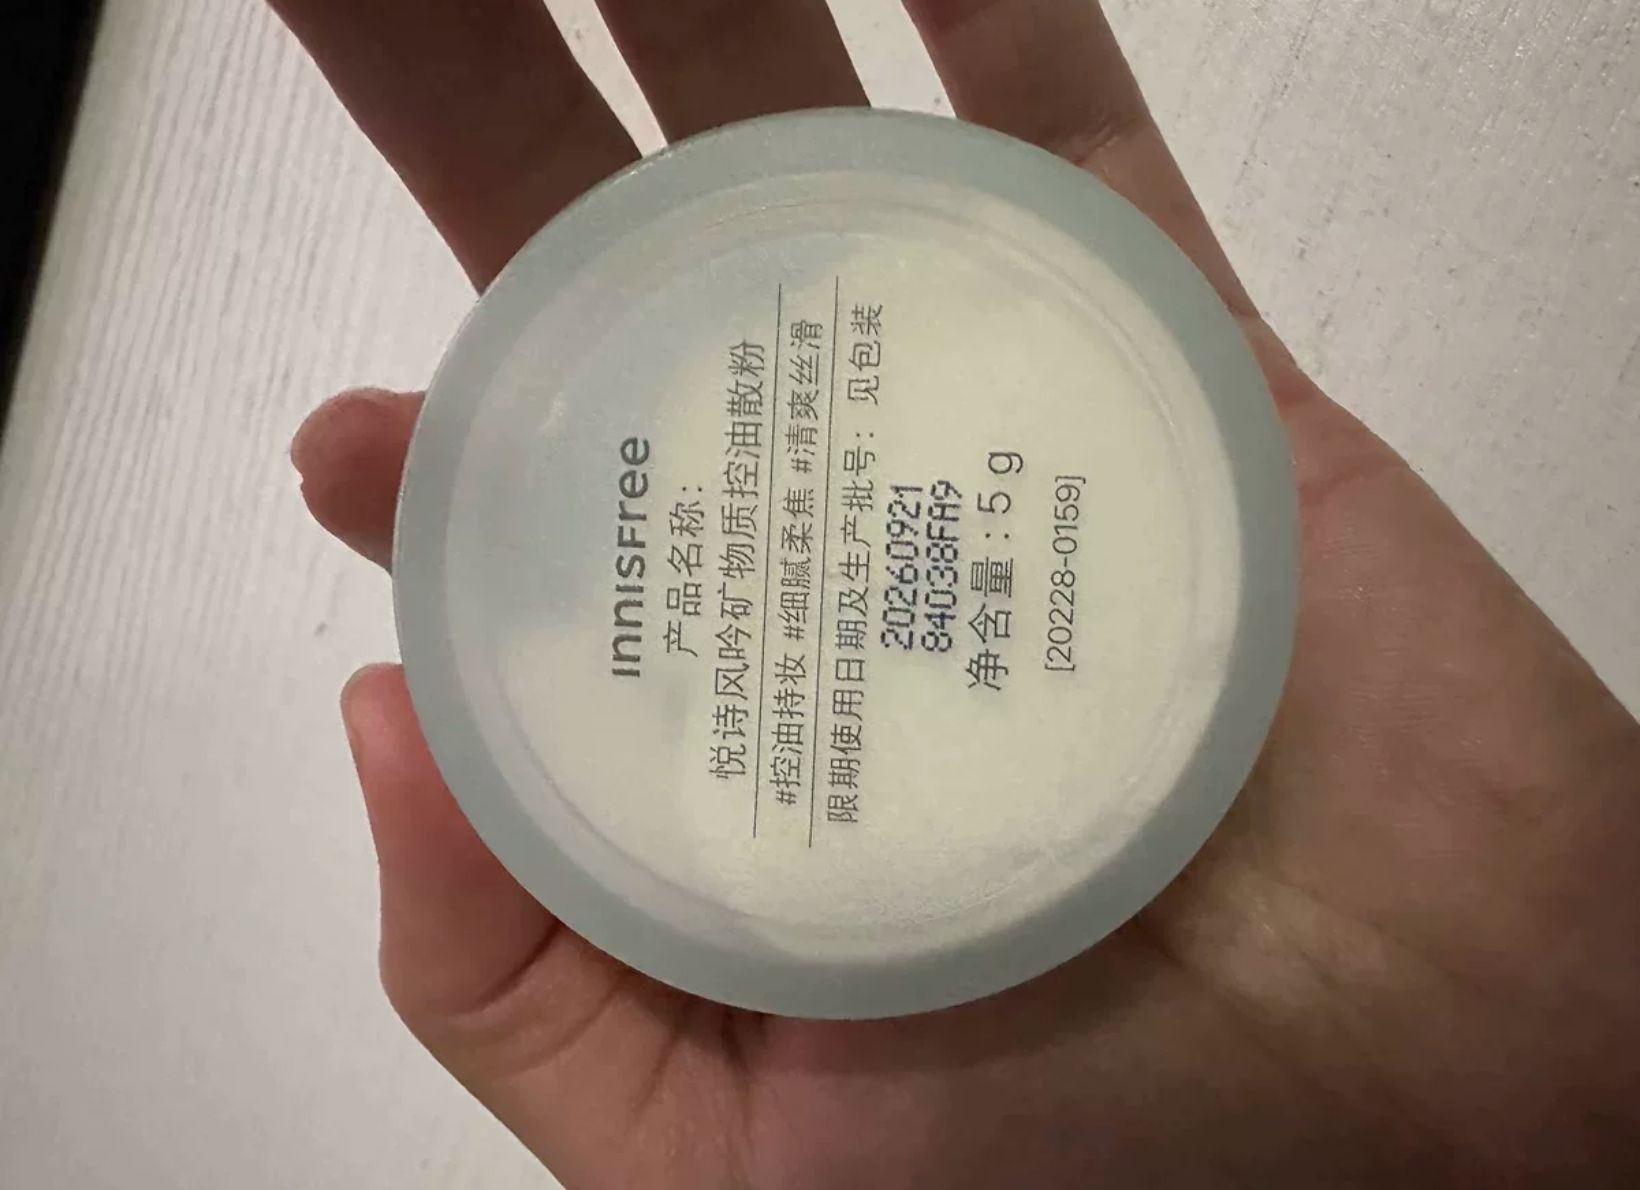 innisfree
产品名称：
悦诗风吟矿物质控油散粉
#控油持妆 #细腻柔焦 #清爽丝滑
限期使用日期及生产批号：见包装
20260921
84038FA9
净含量：5 g
[20228-0159]